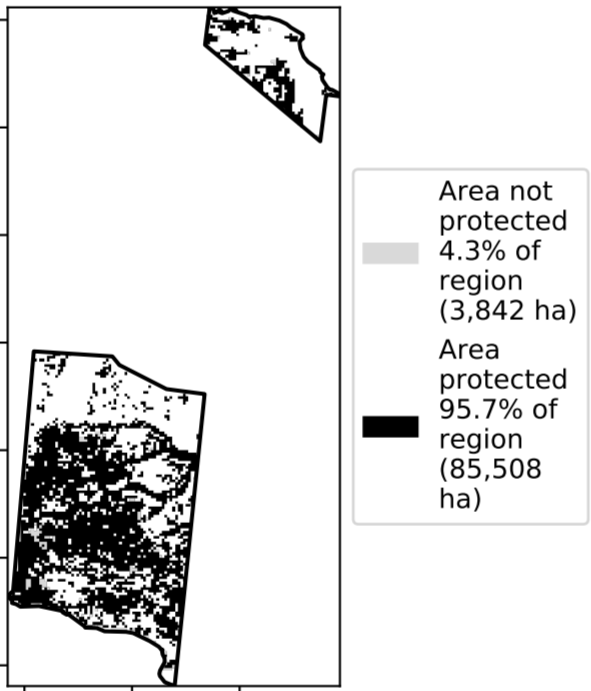 Area not
protected
4.3% of
region
(3,842 ha)
Area
protected
95.7% of
region
(85,508
ha)